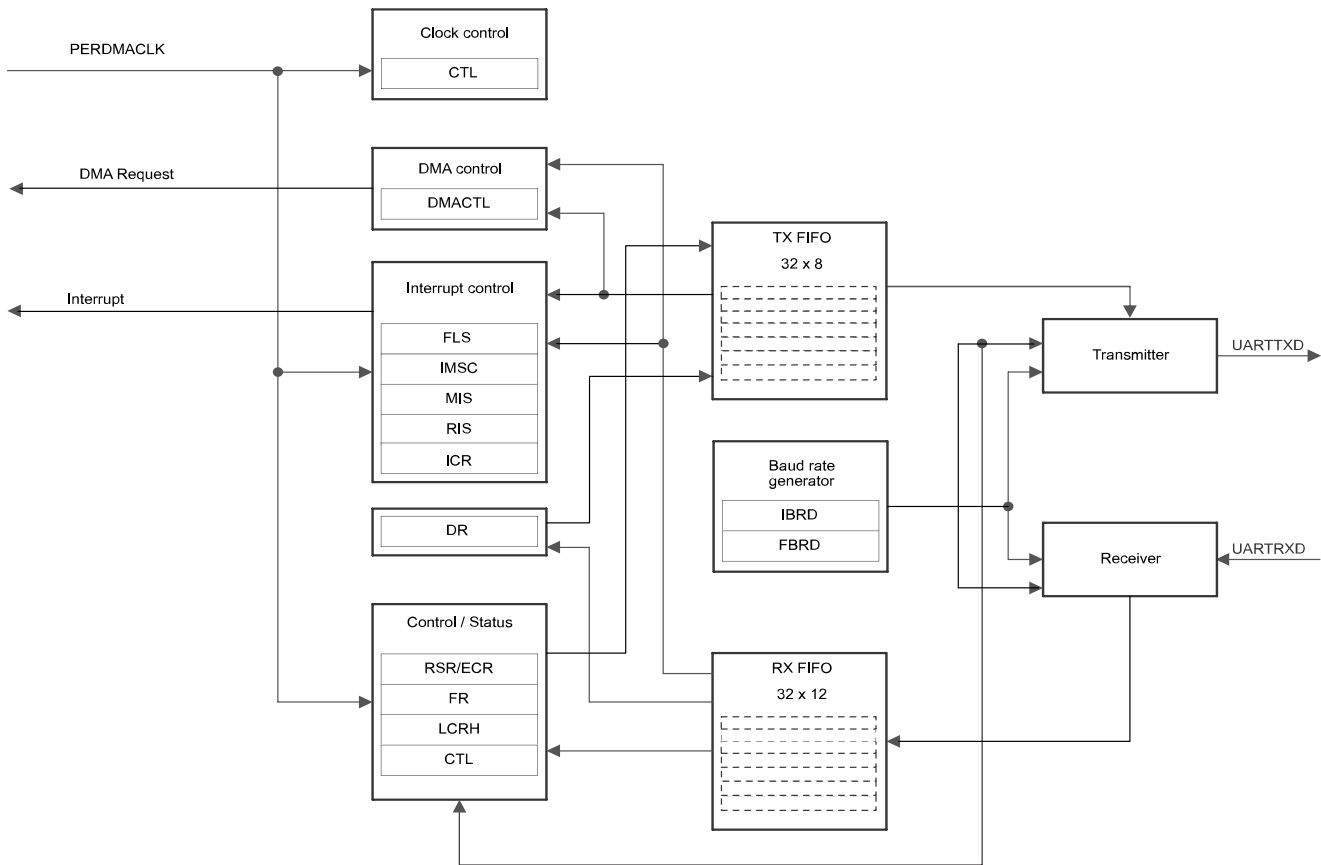 PERDMACLK
Clock control
CTL
DMA Request
DMA control
DMACTL
Interrupt
Interrupt control
FLS
IMSC
MIS
RIS
ICR
DR
Control / Status
RSR/ECR
FR
LCRH
CTL
TX FIFO
32 x 8
Baud rate
generator
IBRD
FBRD
RX FIFO
32 x 12
Transmitter
UARTTXD
Receiver
UARTRXD